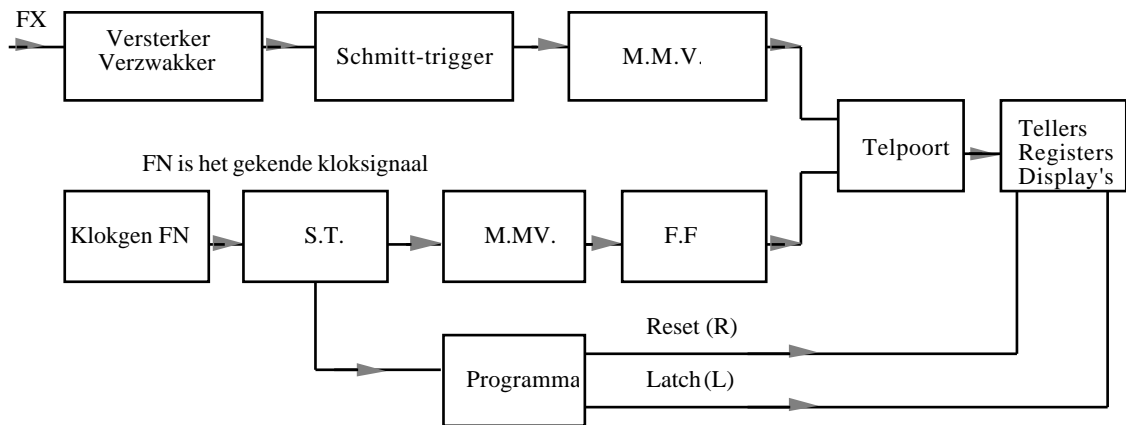 FX
Versterker
Verzwakker
Schmitt-trigger
M.M.V.
Telpoort
Tellers
Registers
Display's
FN is het gekende kloksignaal
Klokgen FN
S.T.
M.MV.
F.F
Reset (R)
Programma
Latch (L)